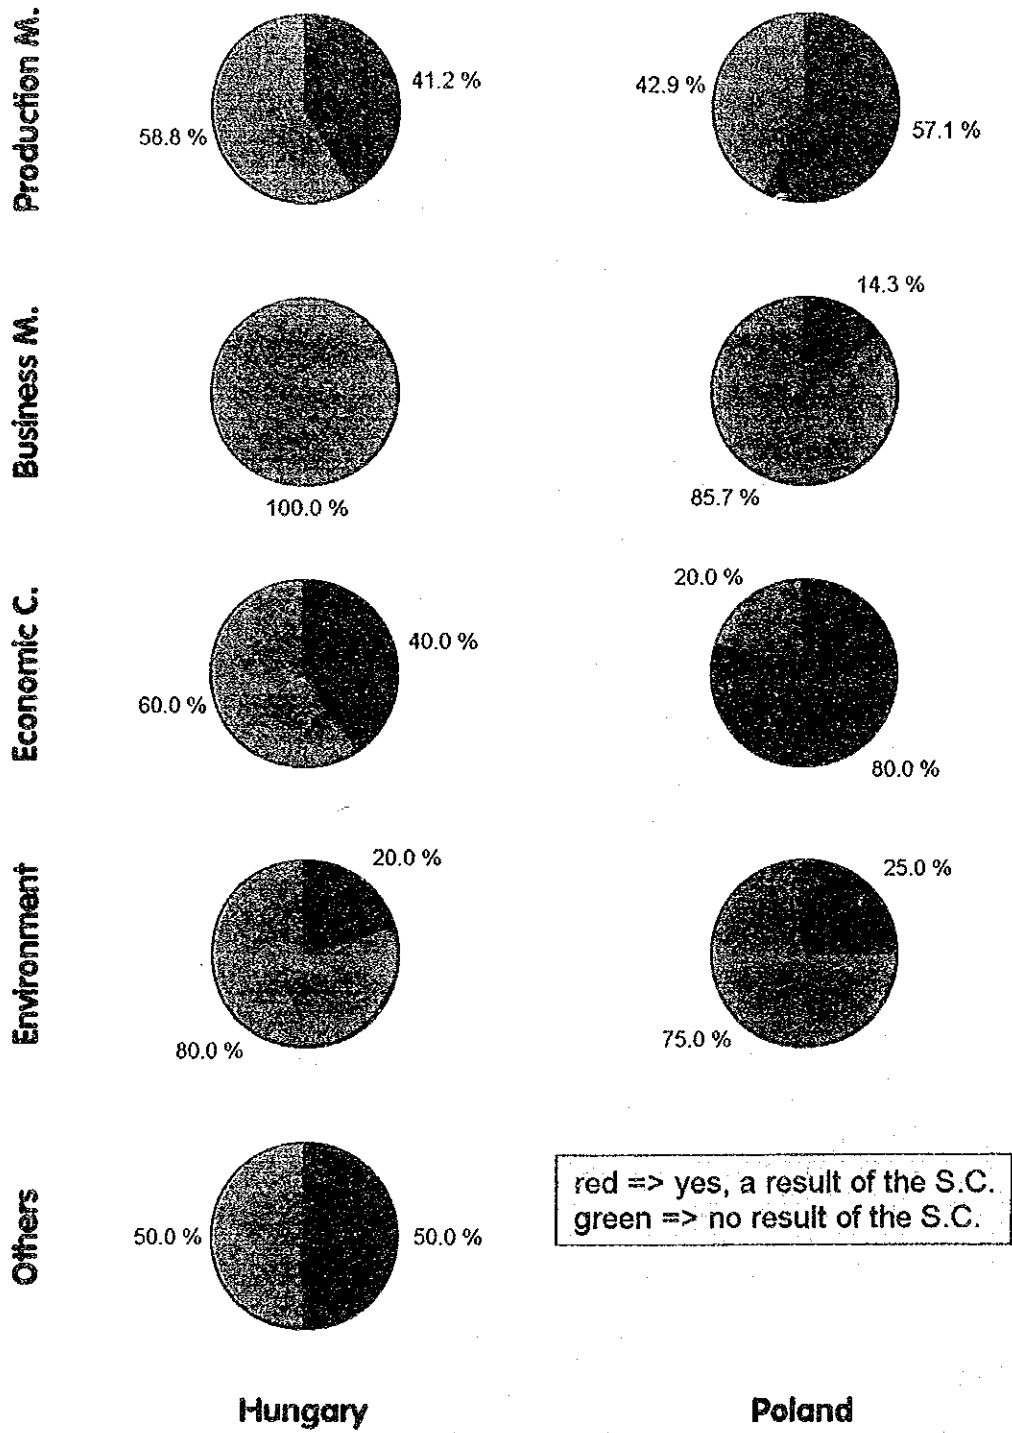 Production M.
41.2 %
58.8 %
42.9 %
57.1 %
Business M.
100.0 %
14.3 %
85.7 %
Economic C.
40.0 %
60.0 %
20.0 %
80.0 %
Environment
20.0 %
80.0 %
25.0 %
75.0 %
Others
50.0 %
50.0 %
red => yes, a result of the S.C.
green => no result of the S.C.
Hungary
Poland